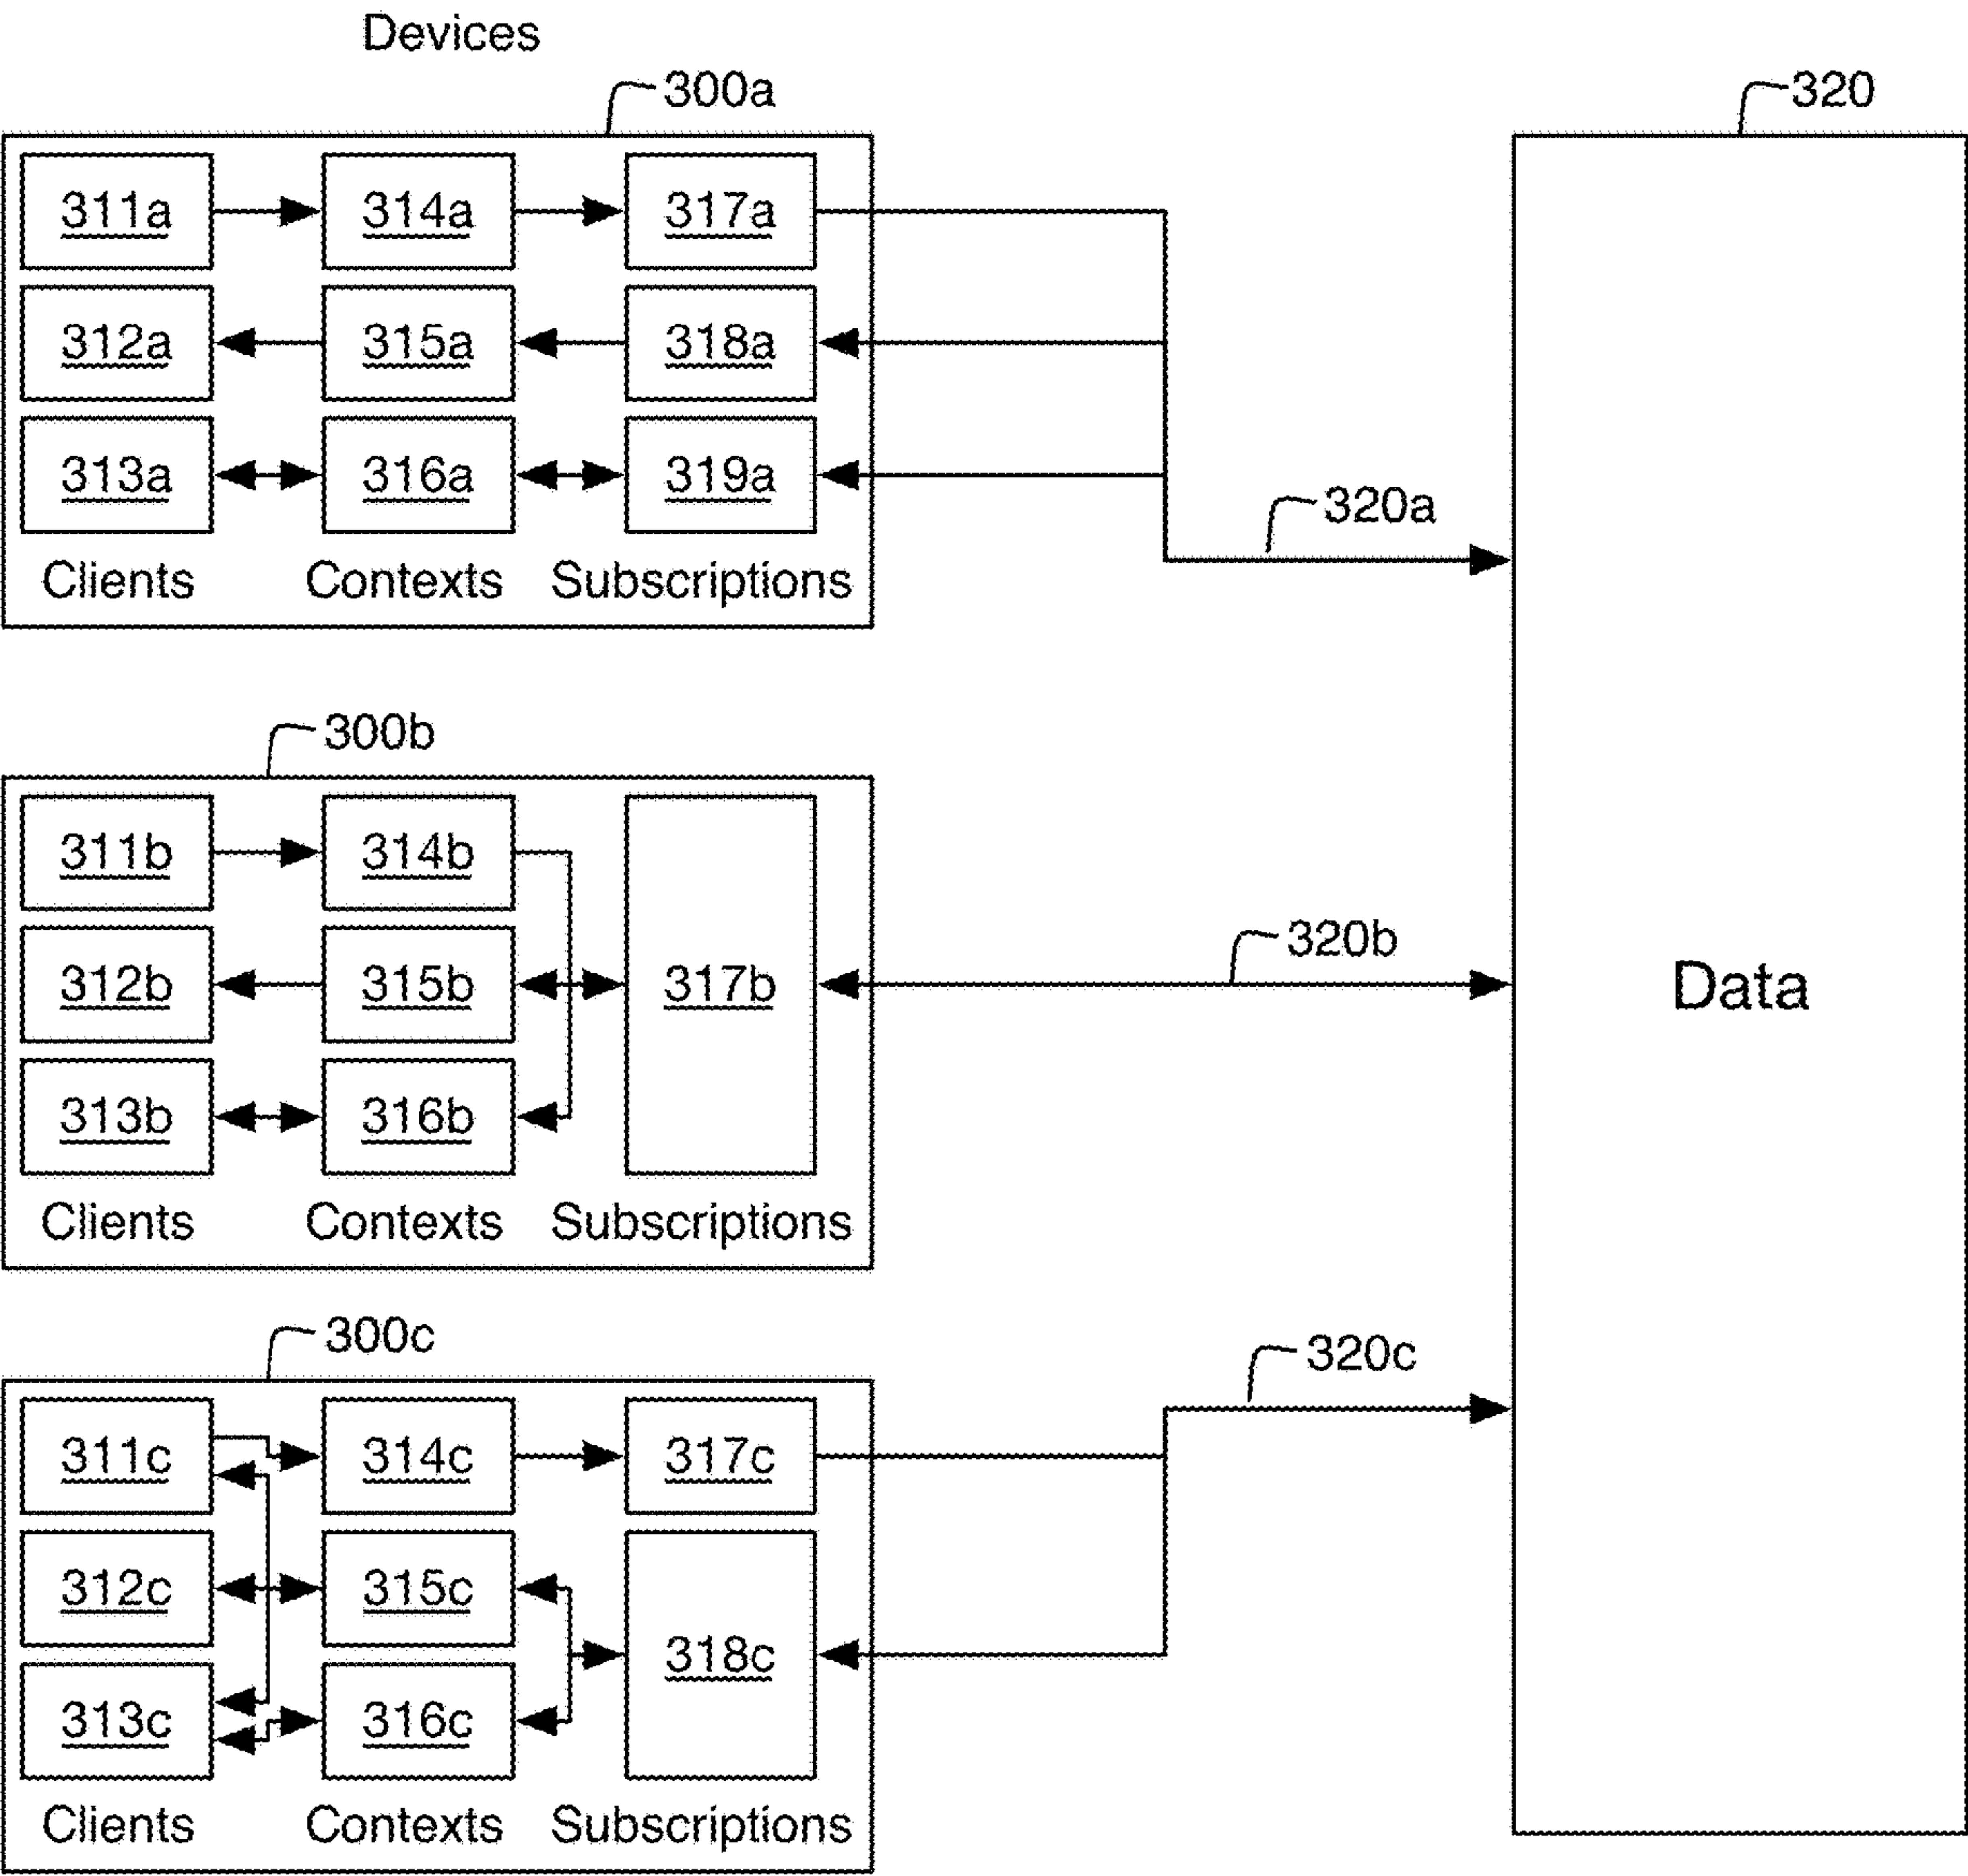 Devices
300a
320
311a 314a 317a
312a 315a 318a
313a 316a 319a
320a
Clients Contexts Subscriptions
300b
311b 314b
320b
312b 315b 317b
Data
313b 316b
Clients Contexts Subscriptions
300c
320c
311c 314c 317c
312c 315c
318c
313c 316c
Clients Contexts Subscriptions